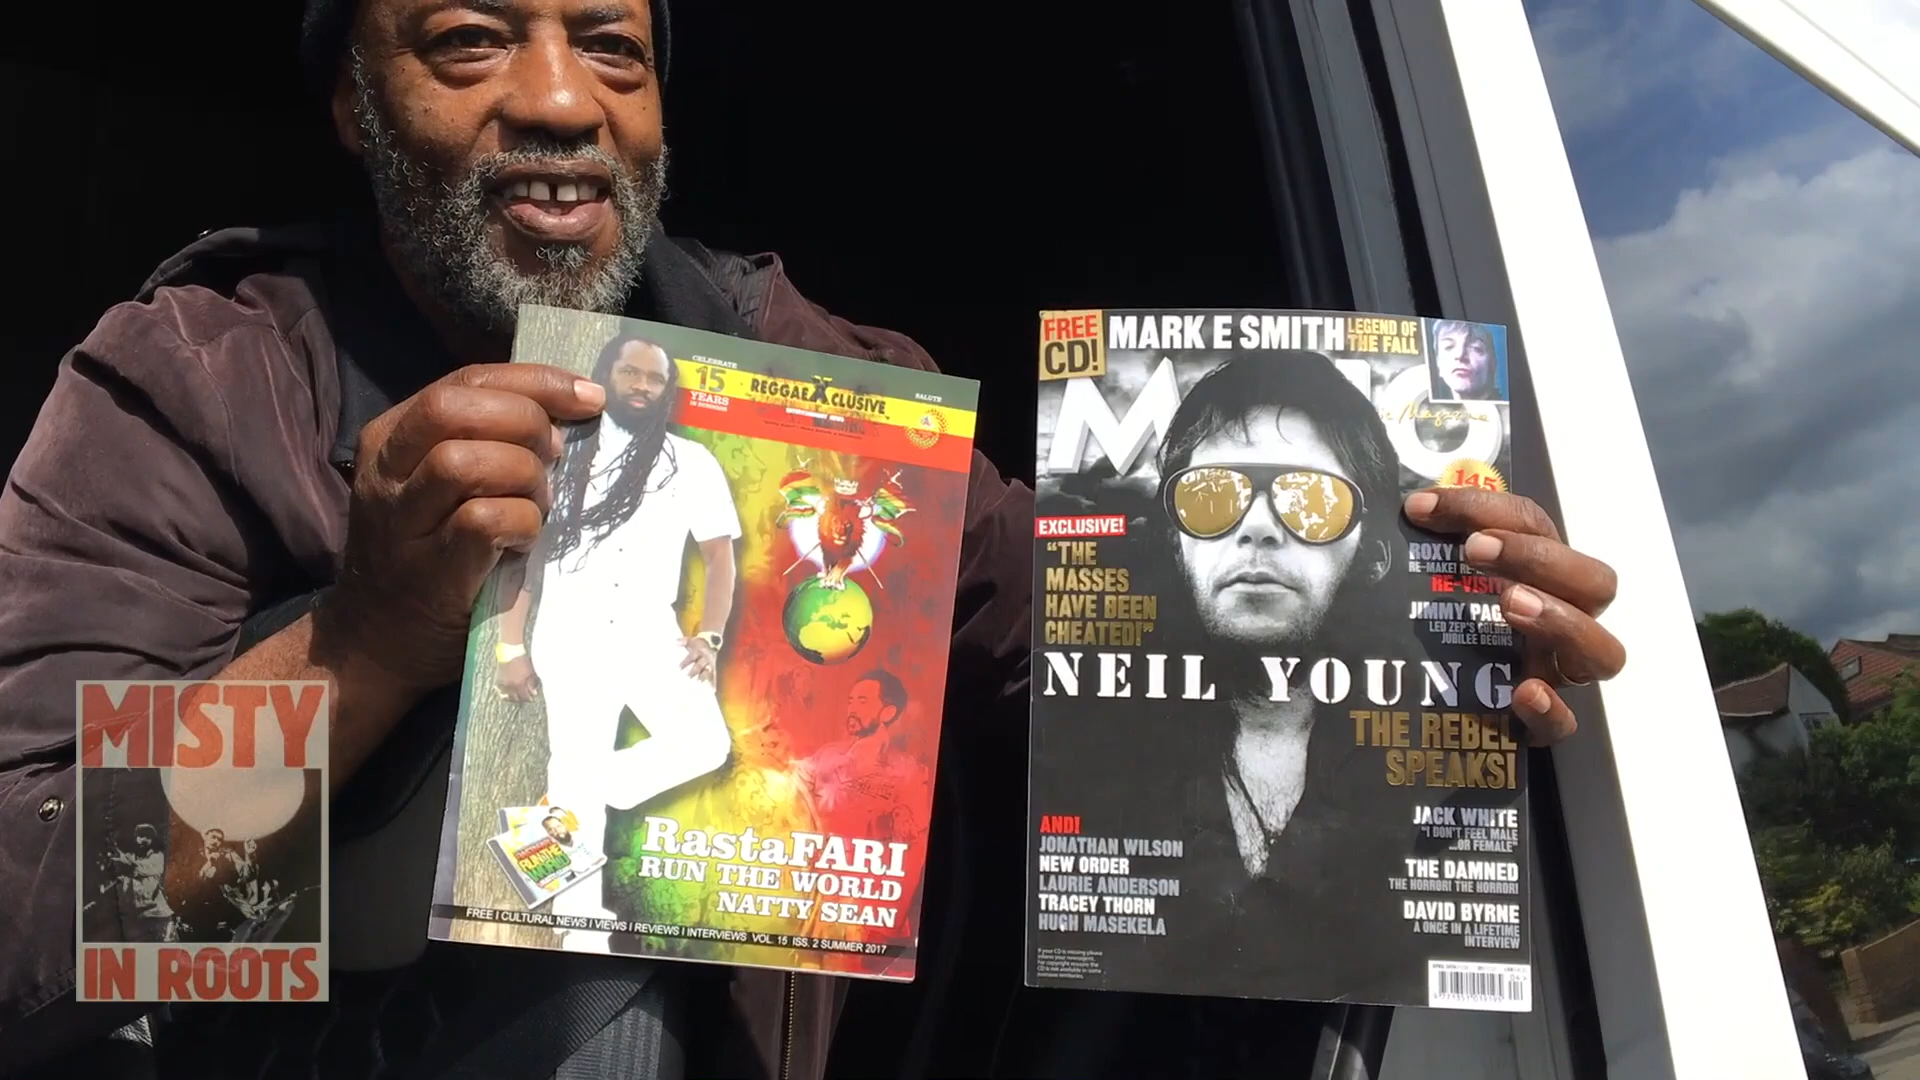 CELEBRATE
15
YEARS
REGGAE XCLUSIVE
SALUTE
RastaFARI
RUN THE WORLD
NATTY SEAN
FREE I CULTURAL NEWS I VIEWS I REVIEWS I INTERVIEWS VOL. 15 ISS. 2 SUMMER 2017
FREE
CD!
MARK E SMITH
LEGEND OF
THE FALL
145
EXCLUSIVE!
"THE
MASSES
HAVE BEEN
CHEATED!"
ROXY
RE-MAKE!
RE-VISIT
JIMMY PAG
LED ZEP'S GOLDEN
JUBILEE BEGINS
NEIL YOUNG
THE REBEL
SPEAKS!
AND!
JONATHAN WILSON
NEW ORDER
LAURIE ANDERSON
TRACEY THORN
HUGH MASEKELA
JACK WHITE
"I DON'T FEEL MALE
...OR FEMALE"
THE DAMNED
THE HORROR! THE HORROR!
DAVID BYRNE
A ONCE IN A LIFETIME
INTERVIEW
MISTY
IN ROOTS